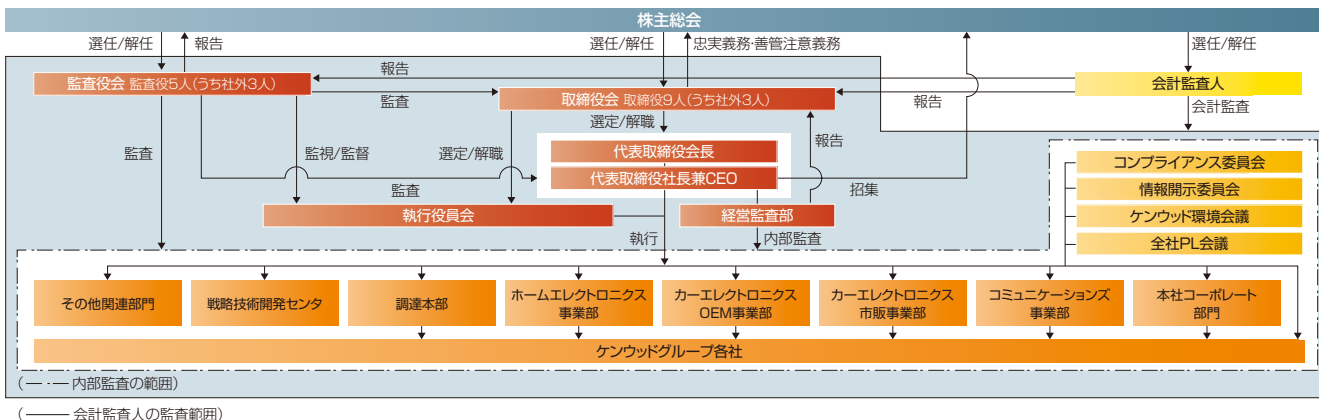 株主総会
選任/解任
報告
選任/解任
忠実義務・善管注意義務
選任/解任
報告
監査役会 監査役5人(うち社外3人)
会計監査人
監査
取締役会 取締役9人(うち社外3人)
報告
会計監査
選定/解職
報告
監査
監視/監督
選定/解職
代表取締役会長
コンプライアンス委員会
代表取締役社長兼CEO
監査
招集
情報開示委員会
執行役員会
経営監査部
ケンウッド環境会議
執行
内部監査
全社PL会議
その他関連部門
戦略技術開発センタ
調達本部
ホームエレクトロニクス
事業部
カーエレクトロニクス
OEM事業部
カーエレクトロニクス
市販事業部
コミュニケーションズ
事業部
本社コーポレート
部門
ケンウッドグループ各社
(—-— 内部監査の範囲)
(—— 会計監査人の監査範囲)